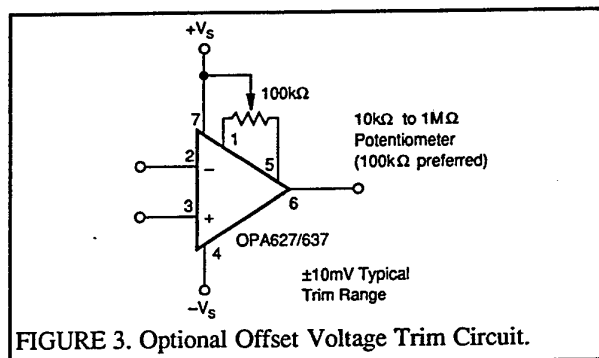 +VS
100kΩ
7
1
10kΩ to 1MΩ
Potentiometer
(100kΩ preferred)
2
−
5
6
3
+
OPA627/637
4
±10mV Typical
Trim Range
−VS
FIGURE 3. Optional Offset Voltage Trim Circuit.